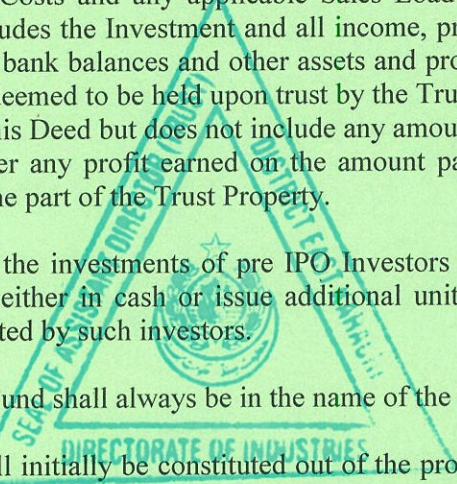 Costs and any applicable Sales Load
udes the Investment and all income, pr
bank balances and other assets and pro
eemed to be held upon trust by the Tru
is Deed but does not include any amou
er any profit earned on the amount pa
e part of the Trust Property.
the investments of pre IPO Investors
either in cash or issue additional unit
ted by such investors.
und shall always be in the name of the
ll initially be constituted out of the pro
SEAL OF ASSISTANT DIRECTOR (TRUST)
DISTRICT EAST KARACHI
DIRECTORATE OF INDUSTRIES